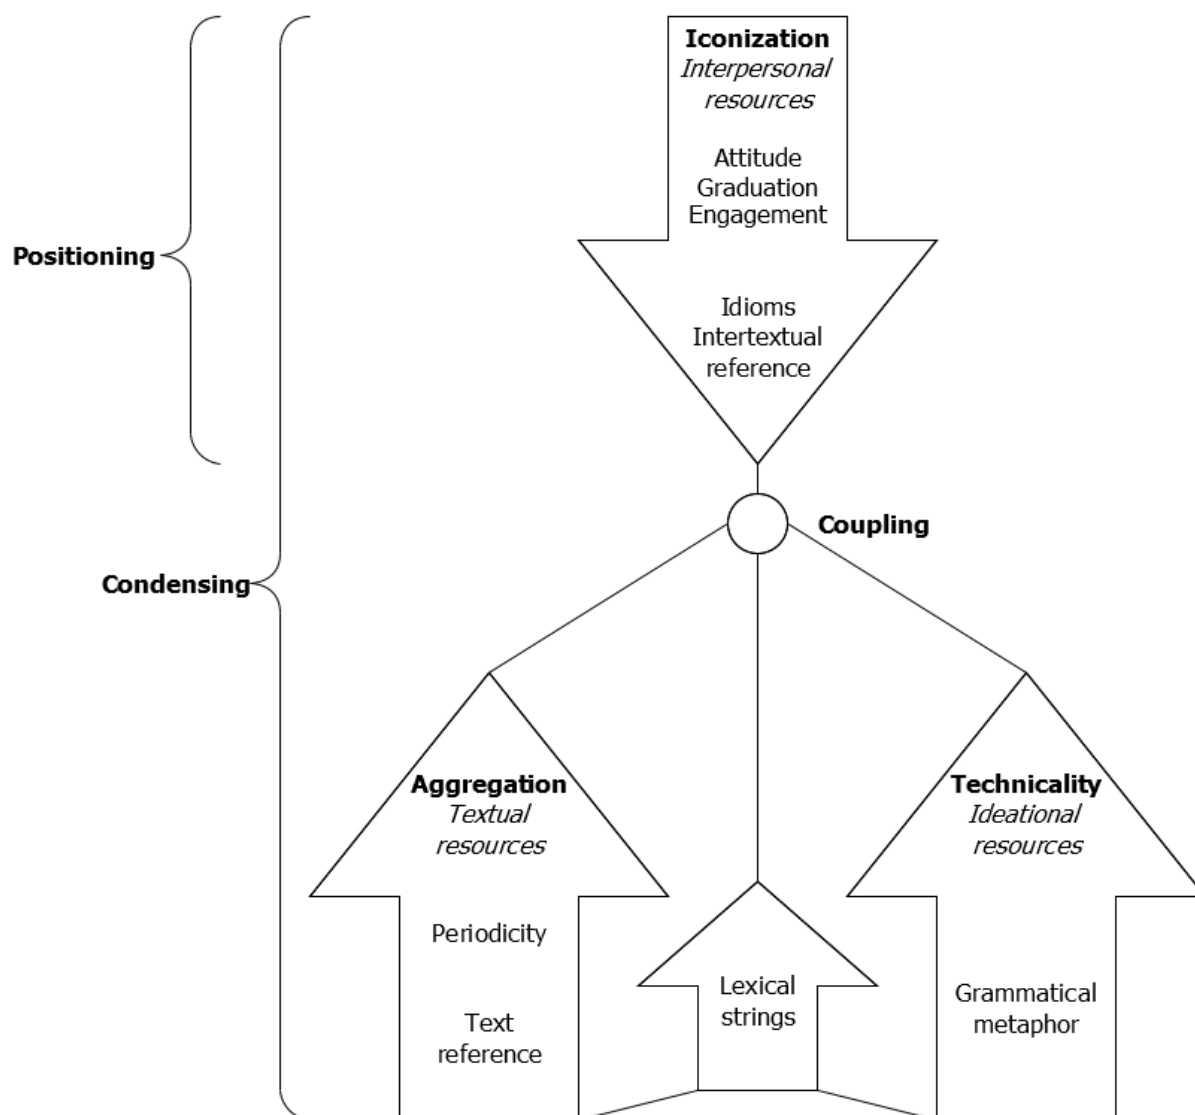 Iconization
Interpersonal
resources
Attitude
Graduation
Engagement
Positioning
Idioms
Intertextual
reference
Coupling
Condensing
Aggregation
Textual
resources
Periodicity
Text
reference
Lexical
strings
Technicality
Ideational
resources
Grammatical
metaphor